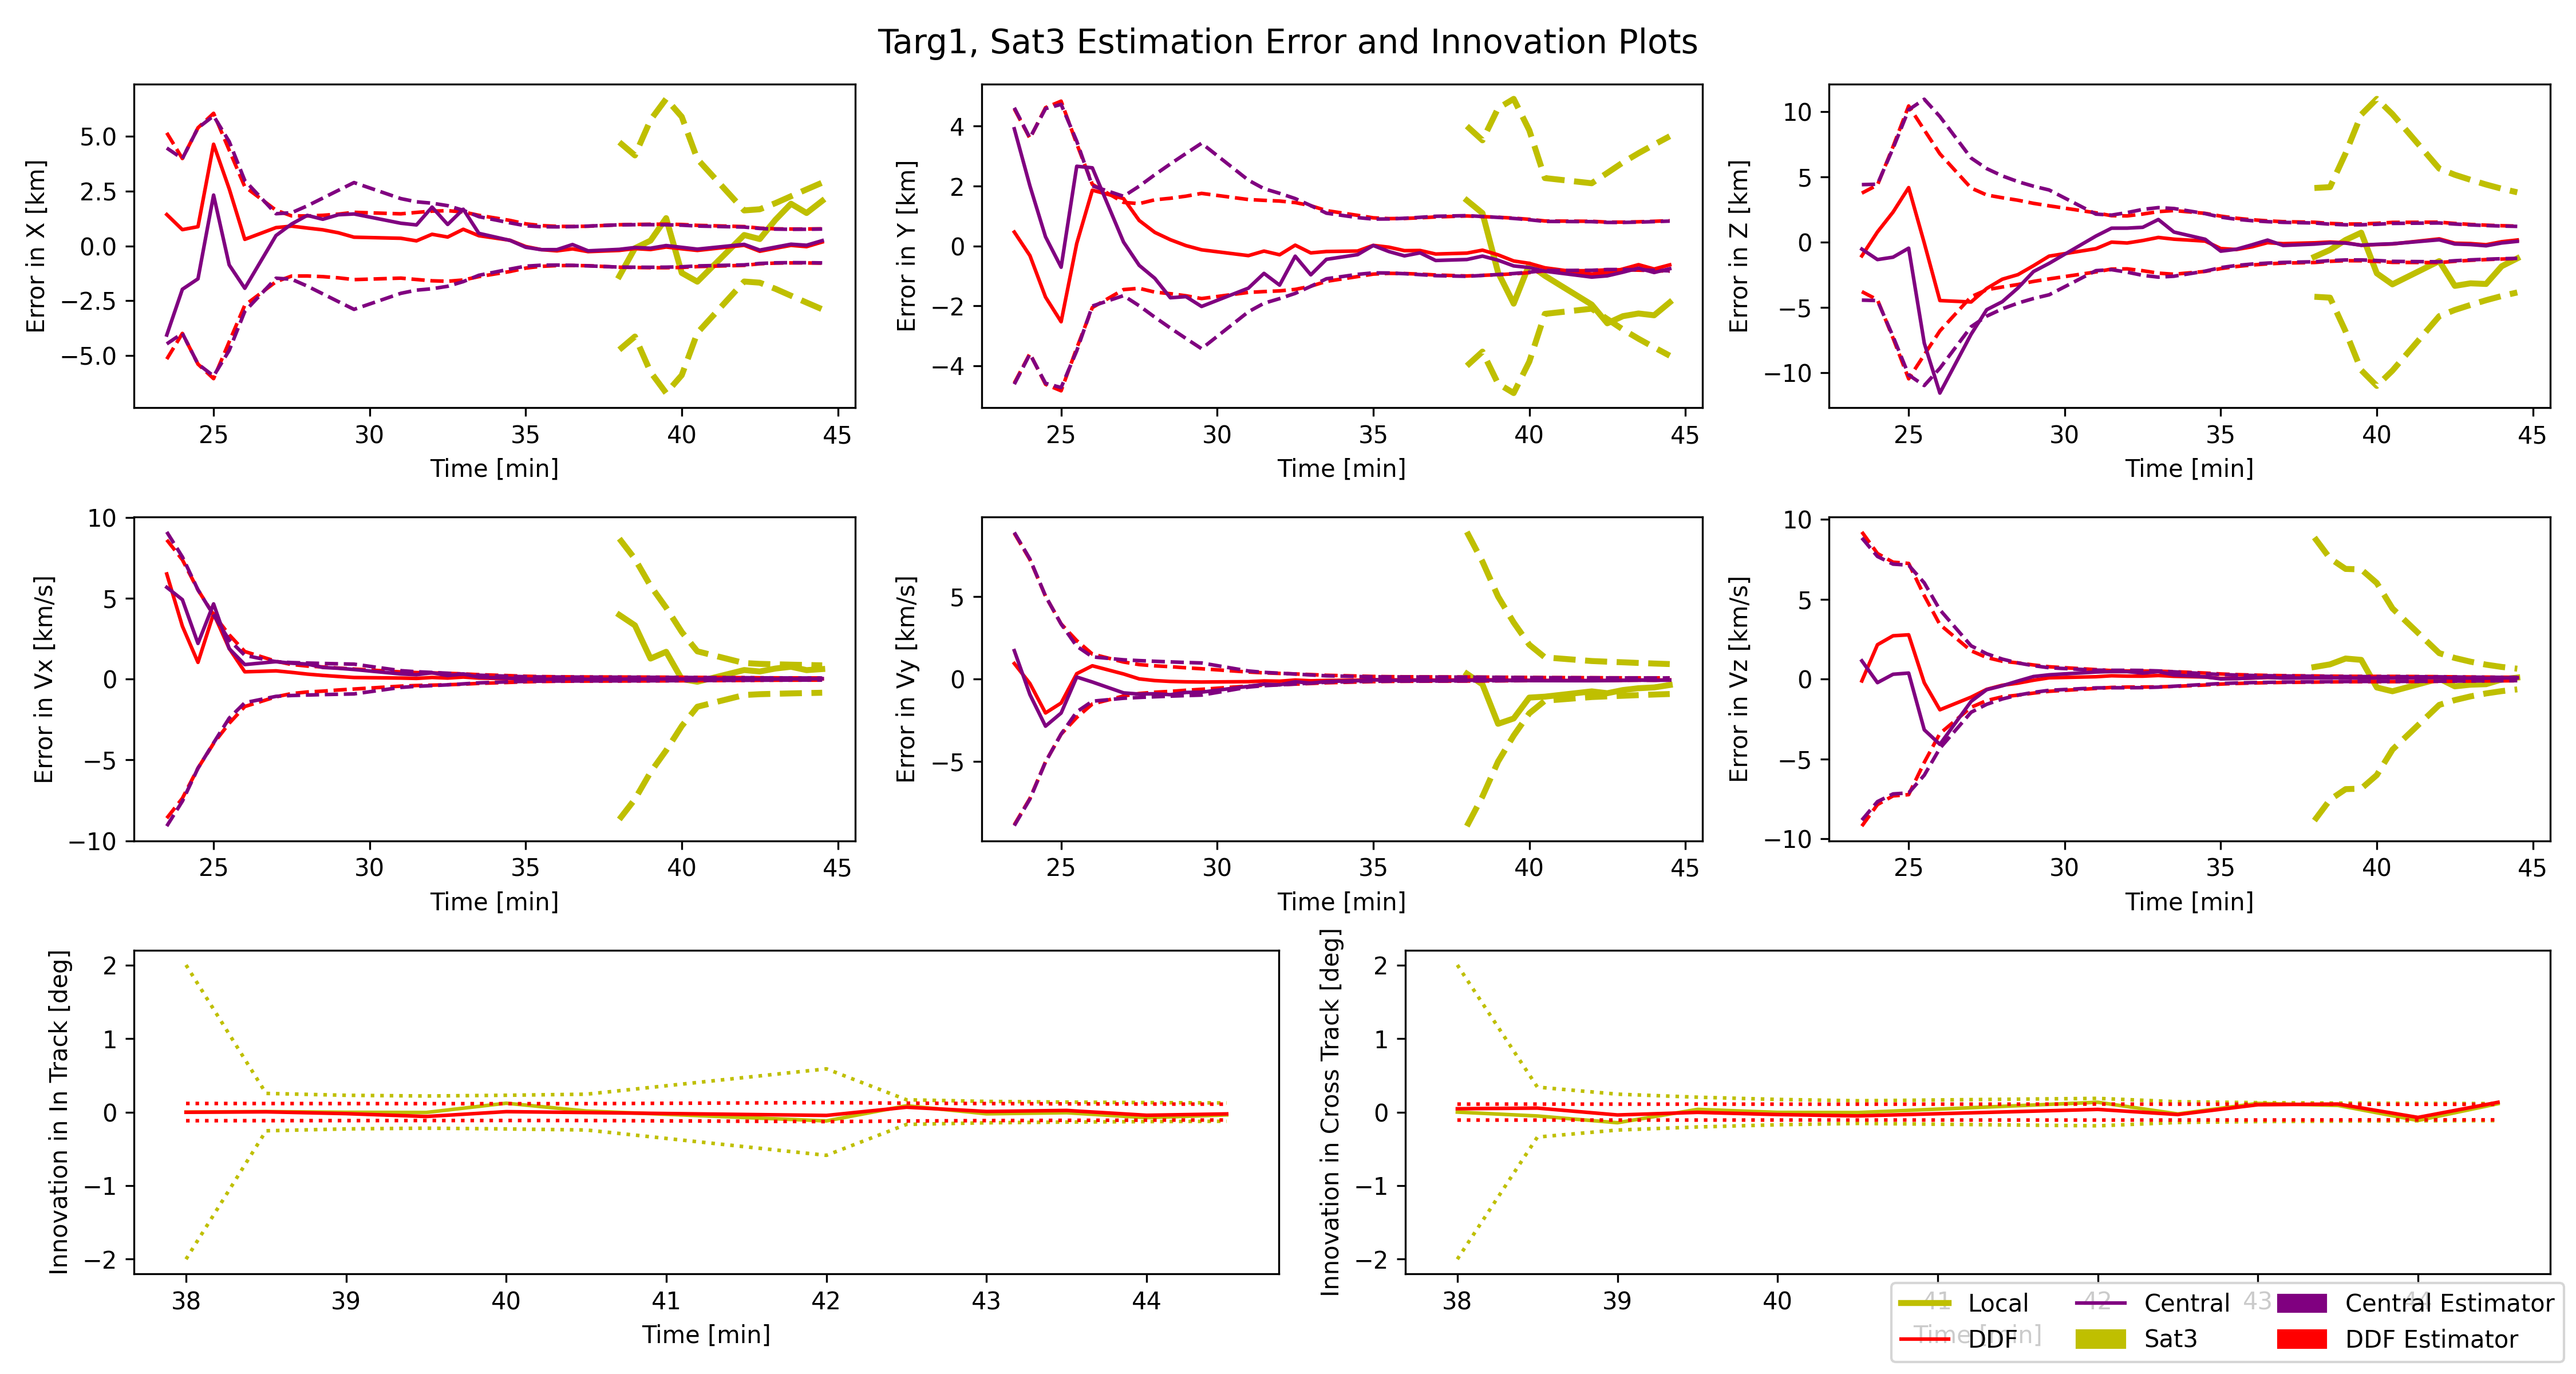 Targ1, Sat3 Estimation Error and Innovation Plots
Error in X [km]
5.0
2.5
0.0
−2.5
−5.0
25 30 35 40 45
Time [min]
Error in Y [km]
4
2
0
−2
−4
25 30 35 40 45
Time [min]
Error in Z [km]
10
5
0
−5
−10
25 30 35 40 45
Time [min]
Error in Vx [km/s]
10
5
0
−5
−10
25 30 35 40 45
Time [min]
Error in Vy [km/s]
5
0
−5
25 30 35 40 45
Time [min]
Error in Vz [km/s]
10
5
0
−5
−10
25 30 35 40 45
Time [min]
Innovation in In Track [deg]
2
1
0
−1
−2
38 39 40 41 42 43 44
Time [min]
Innovation in Cross Track [deg]
2
1
0
−1
−2
38 39 40 41 42 43 44
Time [min]
Local
DDF
Central
Sat3
Central Estimator
DDF Estimator